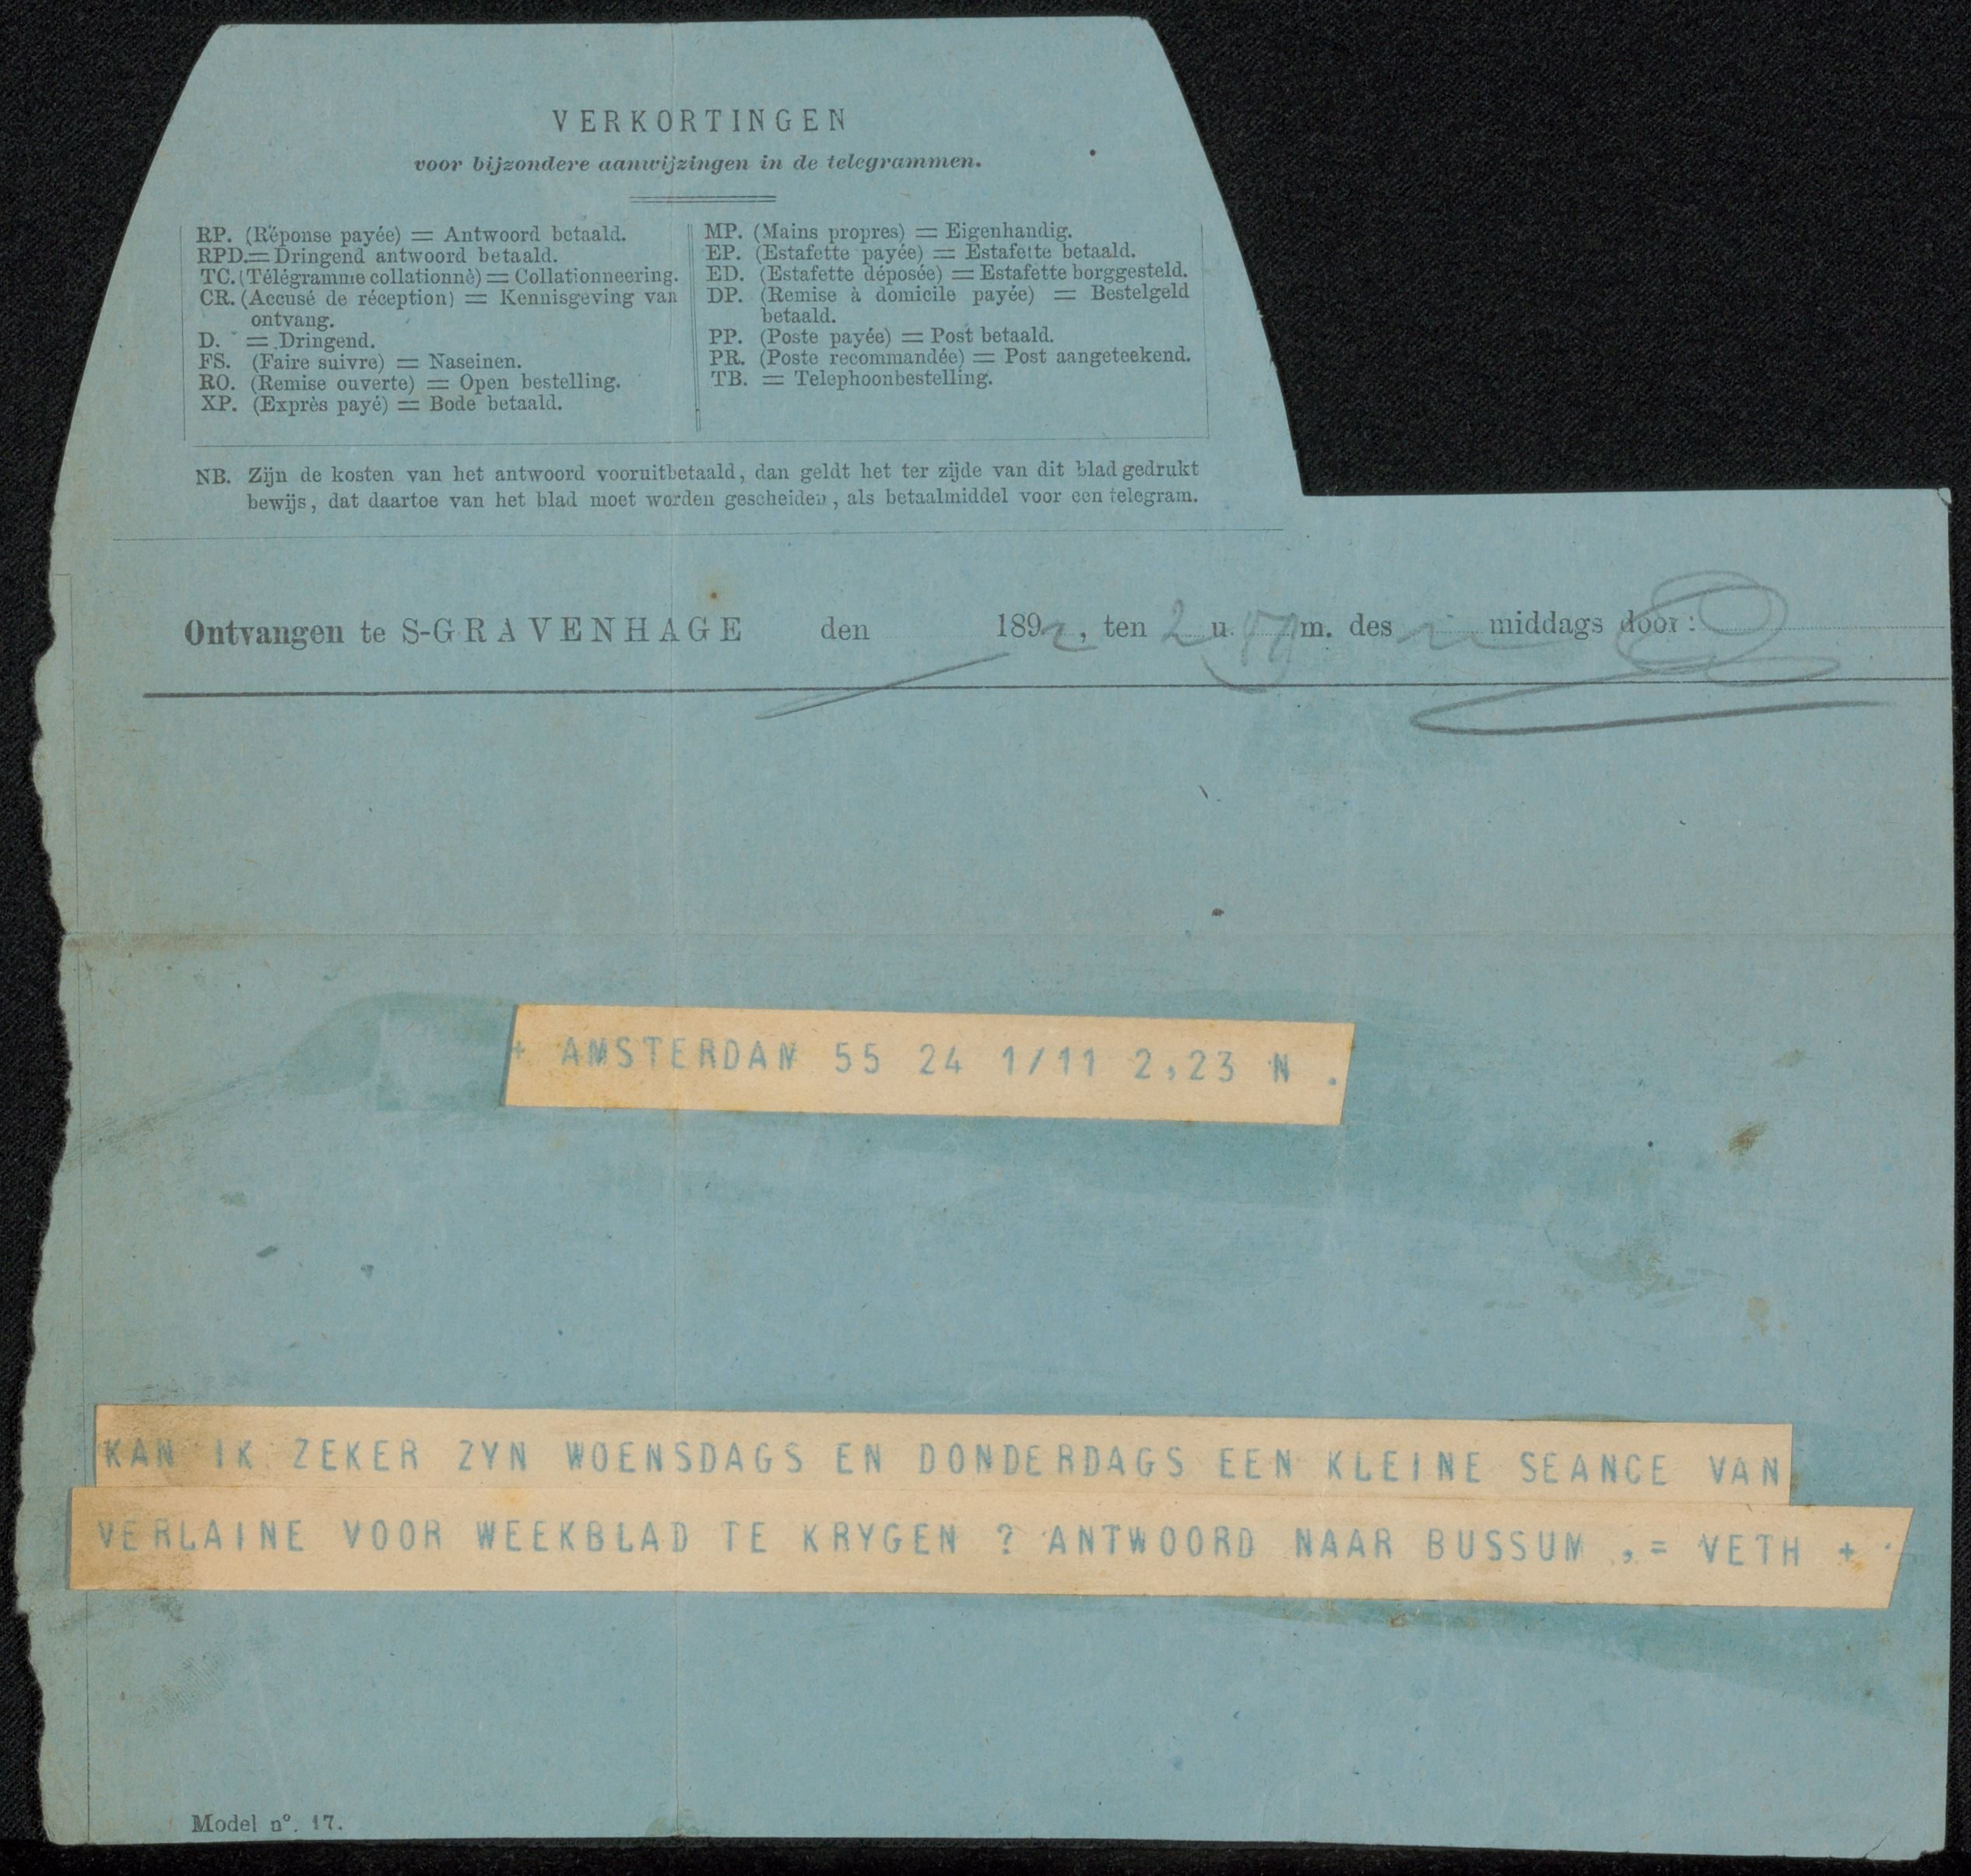 VERKORTINGEN
voor bijzondere aanwijzingen in de telegrammen.
RP. (Réponse payée) = Antwoord betaald.
RPD. = Dringend antwoord betaald.
TC. (Télégramme collationné) = Collationneering.
CR. (Accusé de réception) = Kennisgeving van
ontvang.
D. = Dringend.
FS. (Faire suivre) = Naseinen.
RO. (Remise ouverte) = Open bestelling.
XP. (Exprès payé) = Bode betaald.
MP. (Mains propres) = Eigenhandig.
EP. (Estafette payée) = Estafette betaald.
ED. (Estafette déposée) = Estafette borggesteld.
DP. (Remise à domicile payée) = Bestelgeld
betaald.
PP. (Poste payée) = Post betaald.
PR. (Poste recommandée) = Post aangeteekend.
TB. = Telephoonbestelling.
NB. Zijn de kosten van het antwoord vooruitbetaald, dan geldt het ter zijde van dit blad gedrukt
bewijs, dat daartoe van het blad moet worden gescheiden, als betaalmiddel voor een telegram.
Ontvangen te S-GRAVENHAGE den 1892, ten 2 u. 59 m. des middags door:
+ AMSTERDAM 55 24 1/11 2,23 N .
KAN IK ZEKER ZYN WOENSDAGS EN DONDERDAGS EEN KLEINE SEANCE VAN
VERLAINE VOOR WEEKBLAD TE KRYGEN ? ANTWOORD NAAR BUSSUM ,= VETH +
Model nº. 17.